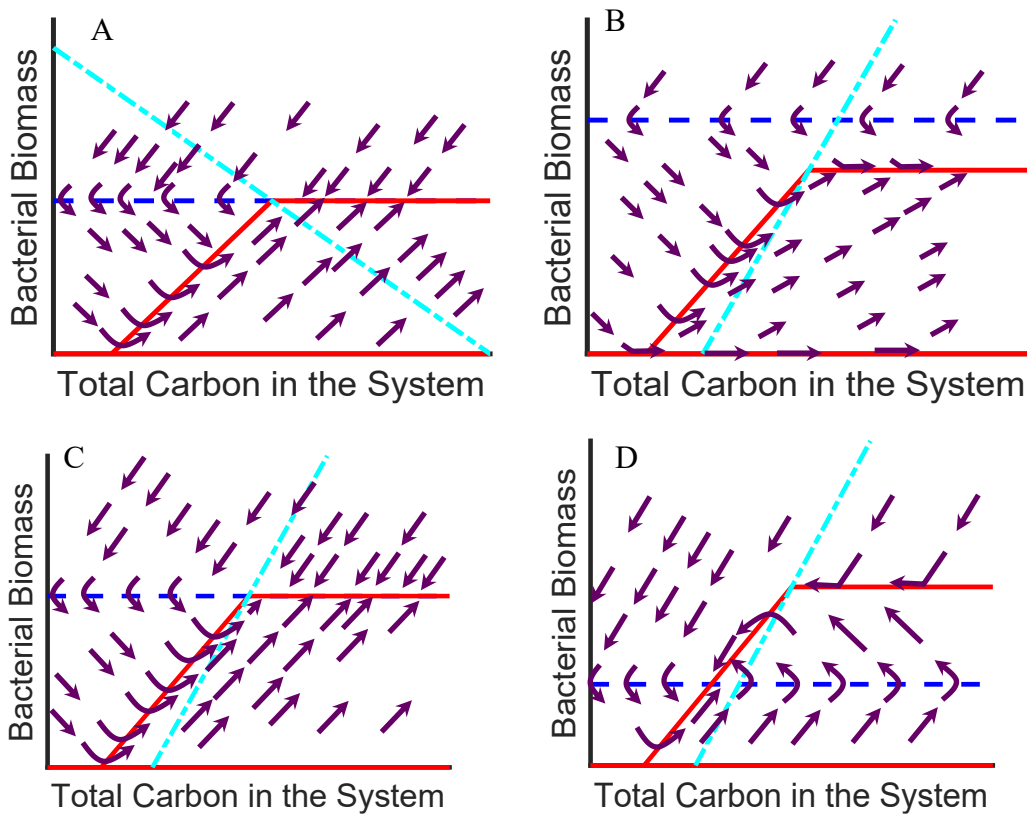 A
Bacterial Biomass
Total Carbon in the System
B
Bacterial Biomass
Total Carbon in the System
C
Bacterial Biomass
Total Carbon in the System
D
Bacterial Biomass
Total Carbon in the System